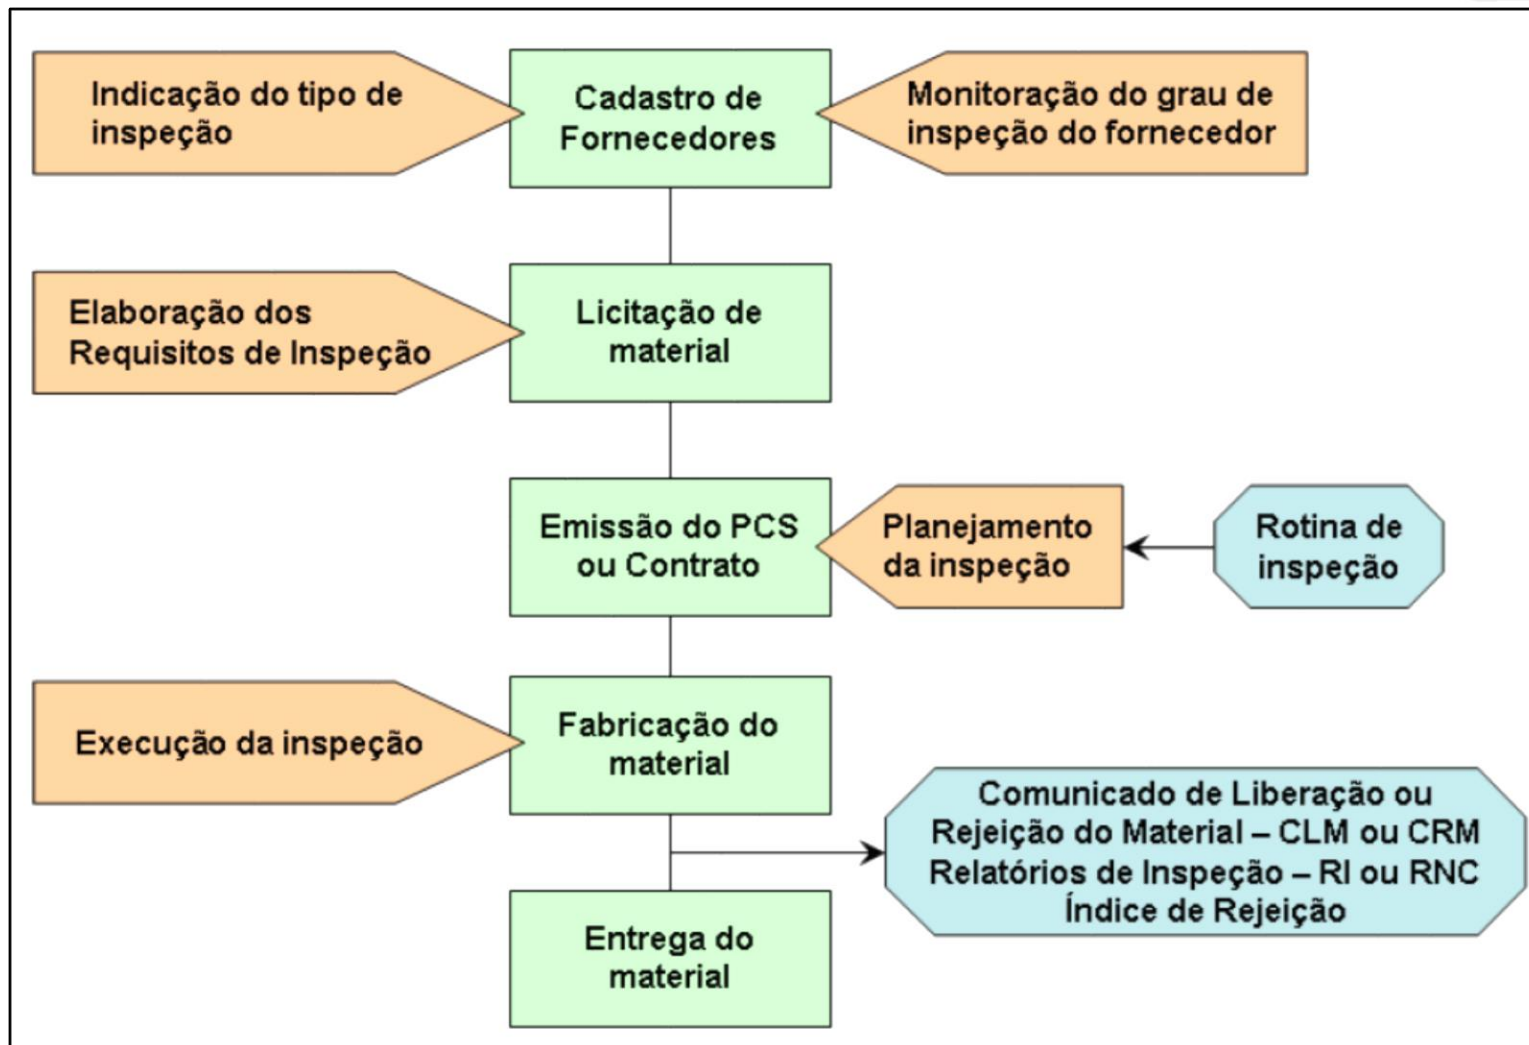 Indicação do tipo de
inspeção
Cadastro de
Fornecedores
Monitoração do grau de
inspeção do fornecedor
Elaboração dos
Requisitos de Inspeção
Licitação de
material
Emissão do PCS
ou Contrato
Planejamento
da inspeção
Rotina de
inspeção
Execução da inspeção
Fabricação do
material
Comunicado de Liberação ou
Rejeição do Material – CLM ou CRM
Relatórios de Inspeção – RI ou RNC
Índice de Rejeição
Entrega do
material